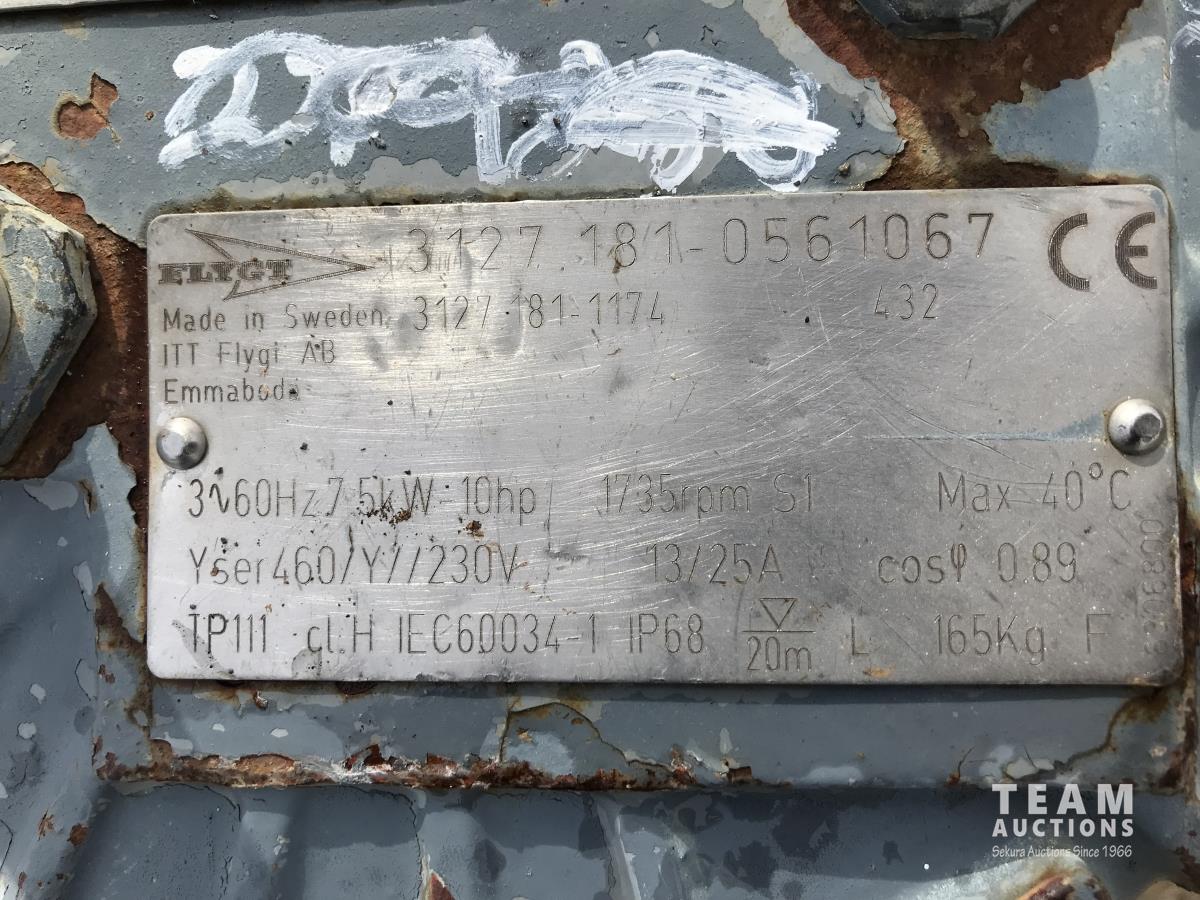 FLYGT 3127.181-0561067 CE
Made in Sweden 3127.181-1174 432
ITT Flygt AB
Emmaboda
3∿60Hz 7.5kW-10hp 1735rpm S1 Max 40°C
Yser460/Y//230V 13/25A cosφ 0.89
TP111 cl.H IEC60034-1 IP68 20m L 165Kg F
TEAM
AUCTIONS
Sekura Auctions Since 1966